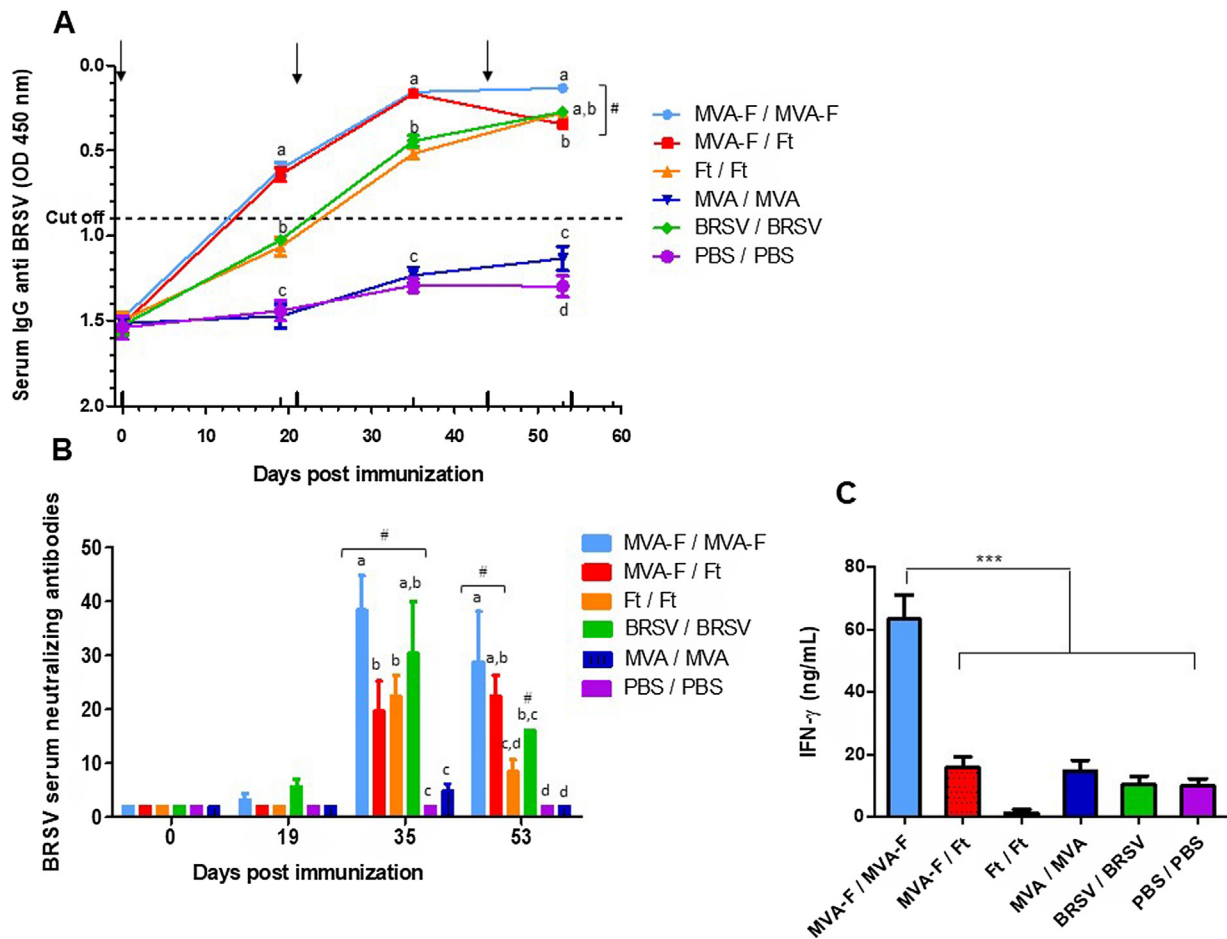 A
Serum IgG anti BRSV (OD 450 nm)
0.0
0.5
Cut off
1.0
1.5
2.0
a
a
a
a,b
#
b
b
b
c
c
c
d
0
10
20
30
40
50
60
Days post immunization
MVA-F / MVA-F
MVA-F / Ft
Ft / Ft
MVA / MVA
BRSV / BRSV
PBS / PBS
B
BRSV serum neutralizing antibodies
50
40
30
20
10
0
#
a
b
b
a,b
c
c
#
a
a,b
c,d
#
b,c
d
d
0
19
35
53
Days post immunization
MVA-F / MVA-F
MVA-F / Ft
Ft / Ft
BRSV / BRSV
MVA / MVA
PBS / PBS
C
IFN-γ (ng/mL)
80
60
40
20
0
***
MVA-F / MVA-F
MVA-F / Ft
Ft / Ft
MVA / MVA
BRSV / BRSV
PBS / PBS